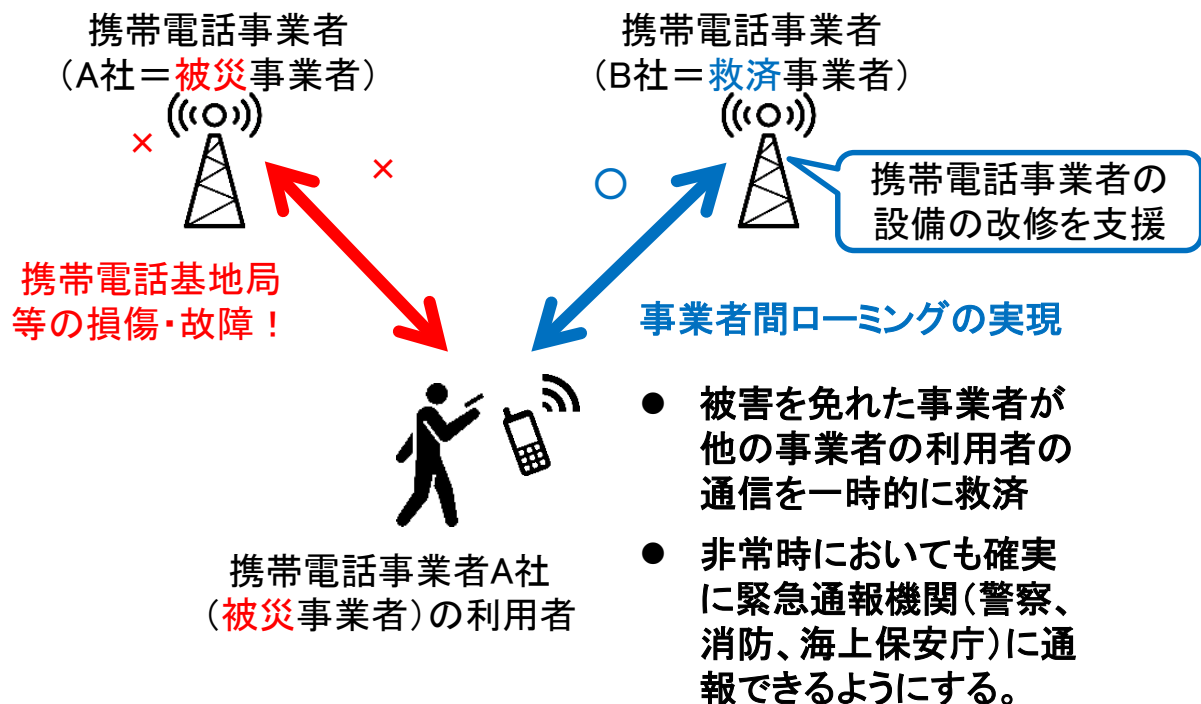 携帯電話事業者
（A社＝被災事業者）
携帯電話事業者
（B社＝救済事業者）
×
×
○
携帯電話事業者の
設備の改修を支援
携帯電話基地局
等の損傷・故障！
事業者間ローミングの実現
● 被害を免れた事業者が
他の事業者の利用者の
通信を一時的に救済
● 非常時においても確実
に緊急通報機関（警察、
消防、海上保安庁）に通
報できるようにする。
携帯電話事業者A社
（被災事業者）の利用者